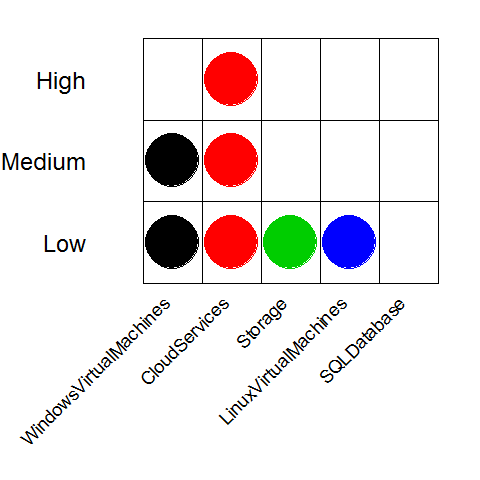 High
Medium
Low
WindowsVirtualMachines
CloudServices
Storage
LinuxVirtualMachines
SQLDatabase